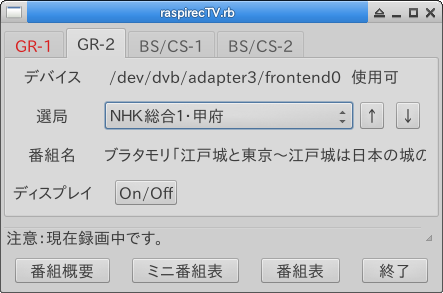 raspirecTV.rb
GR-1 GR-2 BS/CS-1 BS/CS-2
デバイス /dev/dvb/adapter3/frontend0 使用可
選局 NHK総合1・甲府 ↑ ↓
番組名 ブラタモリ「江戸城と東京～江戸城は日本の城の
ディスプレイ On/Off
注意：現在録画中です。
番組概要 ミニ番組表 番組表 終了